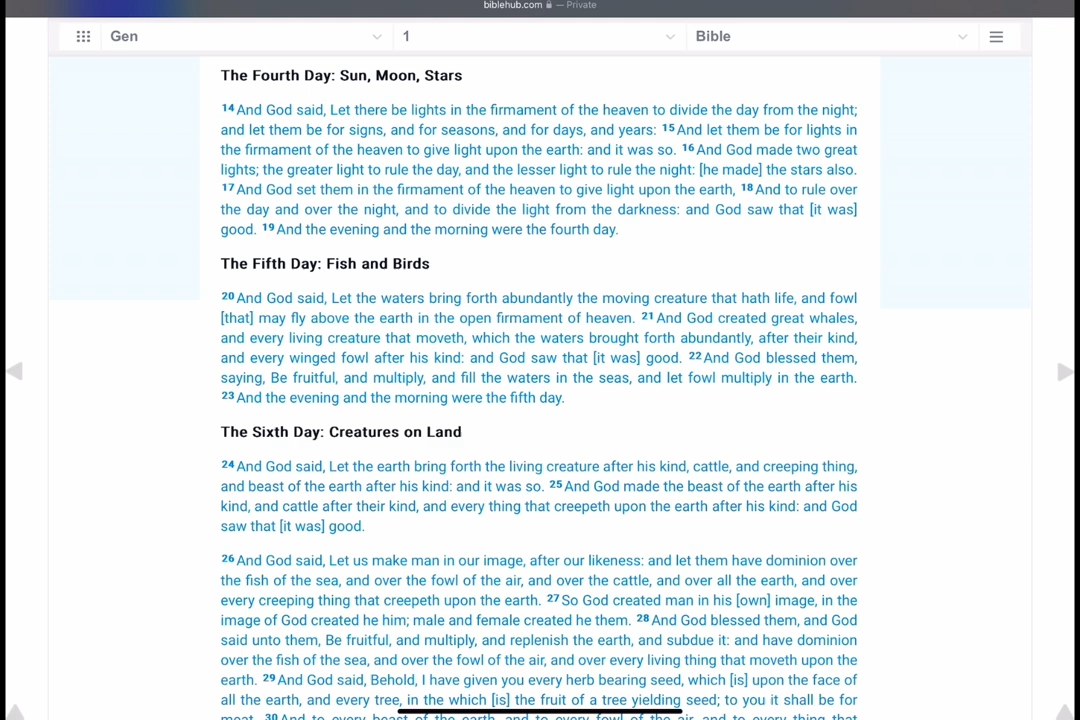 biblehub.com — Private
Gen 1 Bible
The Fourth Day: Sun, Moon, Stars
14 And God said, Let there be lights in the firmament of the heaven to divide the day from the night;
and let them be for signs, and for seasons, and for days, and years: 15 And let them be for lights in
the firmament of the heaven to give light upon the earth: and it was so. 16 And God made two great
lights; the greater light to rule the day, and the lesser light to rule the night: [he made] the stars also.
17 And God set them in the firmament of the heaven to give light upon the earth, 18 And to rule over
the day and over the night, and to divide the light from the darkness: and God saw that [it was]
good. 19 And the evening and the morning were the fourth day.
The Fifth Day: Fish and Birds
20 And God said, Let the waters bring forth abundantly the moving creature that hath life, and fowl
[that] may fly above the earth in the open firmament of heaven. 21 And God created great whales,
and every living creature that moveth, which the waters brought forth abundantly, after their kind,
and every winged fowl after his kind: and God saw that [it was] good. 22 And God blessed them,
saying, Be fruitful, and multiply, and fill the waters in the seas, and let fowl multiply in the earth.
23 And the evening and the morning were the fifth day.
The Sixth Day: Creatures on Land
24 And God said, Let the earth bring forth the living creature after his kind, cattle, and creeping thing,
and beast of the earth after his kind: and it was so. 25 And God made the beast of the earth after his
kind, and cattle after their kind, and every thing that creepeth upon the earth after his kind: and God
saw that [it was] good.
26 And God said, Let us make man in our image, after our likeness: and let them have dominion over
the fish of the sea, and over the fowl of the air, and over the cattle, and over all the earth, and over
every creeping thing that creepeth upon the earth. 27 So God created man in his [own] image, in the
image of God created he him; male and female created he them. 28 And God blessed them, and God
said unto them, Be fruitful, and multiply, and replenish the earth, and subdue it: and have dominion
over the fish of the sea, and over the fowl of the air, and over every living thing that moveth upon the
earth. 29 And God said, Behold, I have given you every herb bearing seed, which [is] upon the face of
all the earth, and every tree, in the which [is] the fruit of a tree yielding seed; to you it shall be for
meat. 30 And to every beast of the earth, and to every fowl of the air, and to every thing that